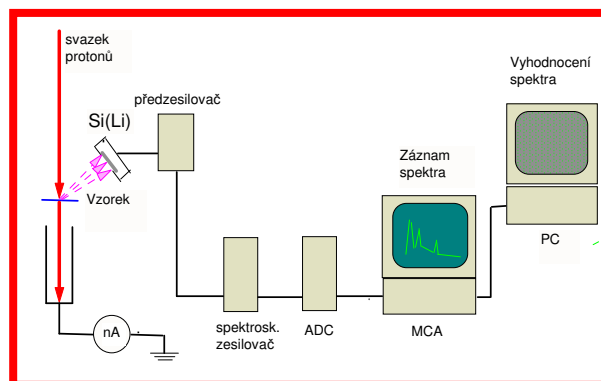 svazek
protonů
Si(Li)
předzesilovač
Vzorek
nA
spektrosk.
zesilovač
ADC
Záznam
spektra
MCA
Vyhodnocení
spektra
PC